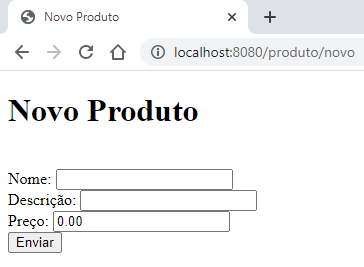 Novo Produto
localhost:8080/produto/novo
Novo Produto
Nome:
Descrição:
Preço: 0.00
Enviar